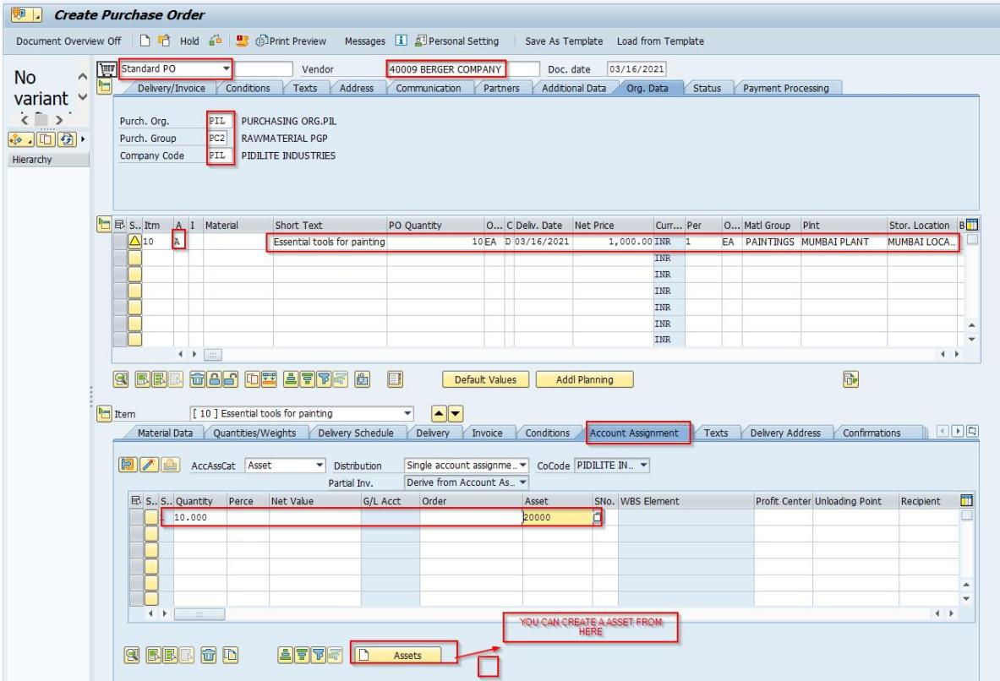 Create Purchase Order
Document Overview Off Hold Print Preview Messages Personal Setting Save As Template Load from Template
No
variant
Hierarchy
Standard PO Vendor 40009 BERGER COMPANY Doc. date 03/16/2021
Delivery/Invoice Conditions Texts Address Communication Partners Additional Data Org. Data Status Payment Processing
Purch. Org. PIL PURCHASING ORG.PIL
Purch. Group PC2 RAWMATERIAL PGP
Company Code PIL PIDILITE INDUSTRIES
S.. Itm A I Material Short Text PO Quantity O... C Deliv. Date Net Price Curr... Per O... Matl Group Plnt Stor. Location B
10 A Essential tools for painting 10 EA D 03/16/2021 1,000.00 INR 1 EA PAINTINGS MUMBAI PLANT MUMBAI LOCA...
INR
INR
INR
INR
INR
INR
Default Values Addl Planning
Item [ 10 ] Essential tools for painting
Material Data Quantities/Weights Delivery Schedule Delivery Invoice Conditions Account Assignment Texts Delivery Address Confirmations
AccAssCat Asset Distribution Single account assignme... CoCode PIDILITE IN...
Partial Inv. Derive from Account As...
S.. S.. Quantity Perce Net Value G/L Acct Order Asset SNo. WBS Element Profit Center Unloading Point Recipient
10.000 20000
YOU CAN CREATE A ASSET FROM
HERE
Assets